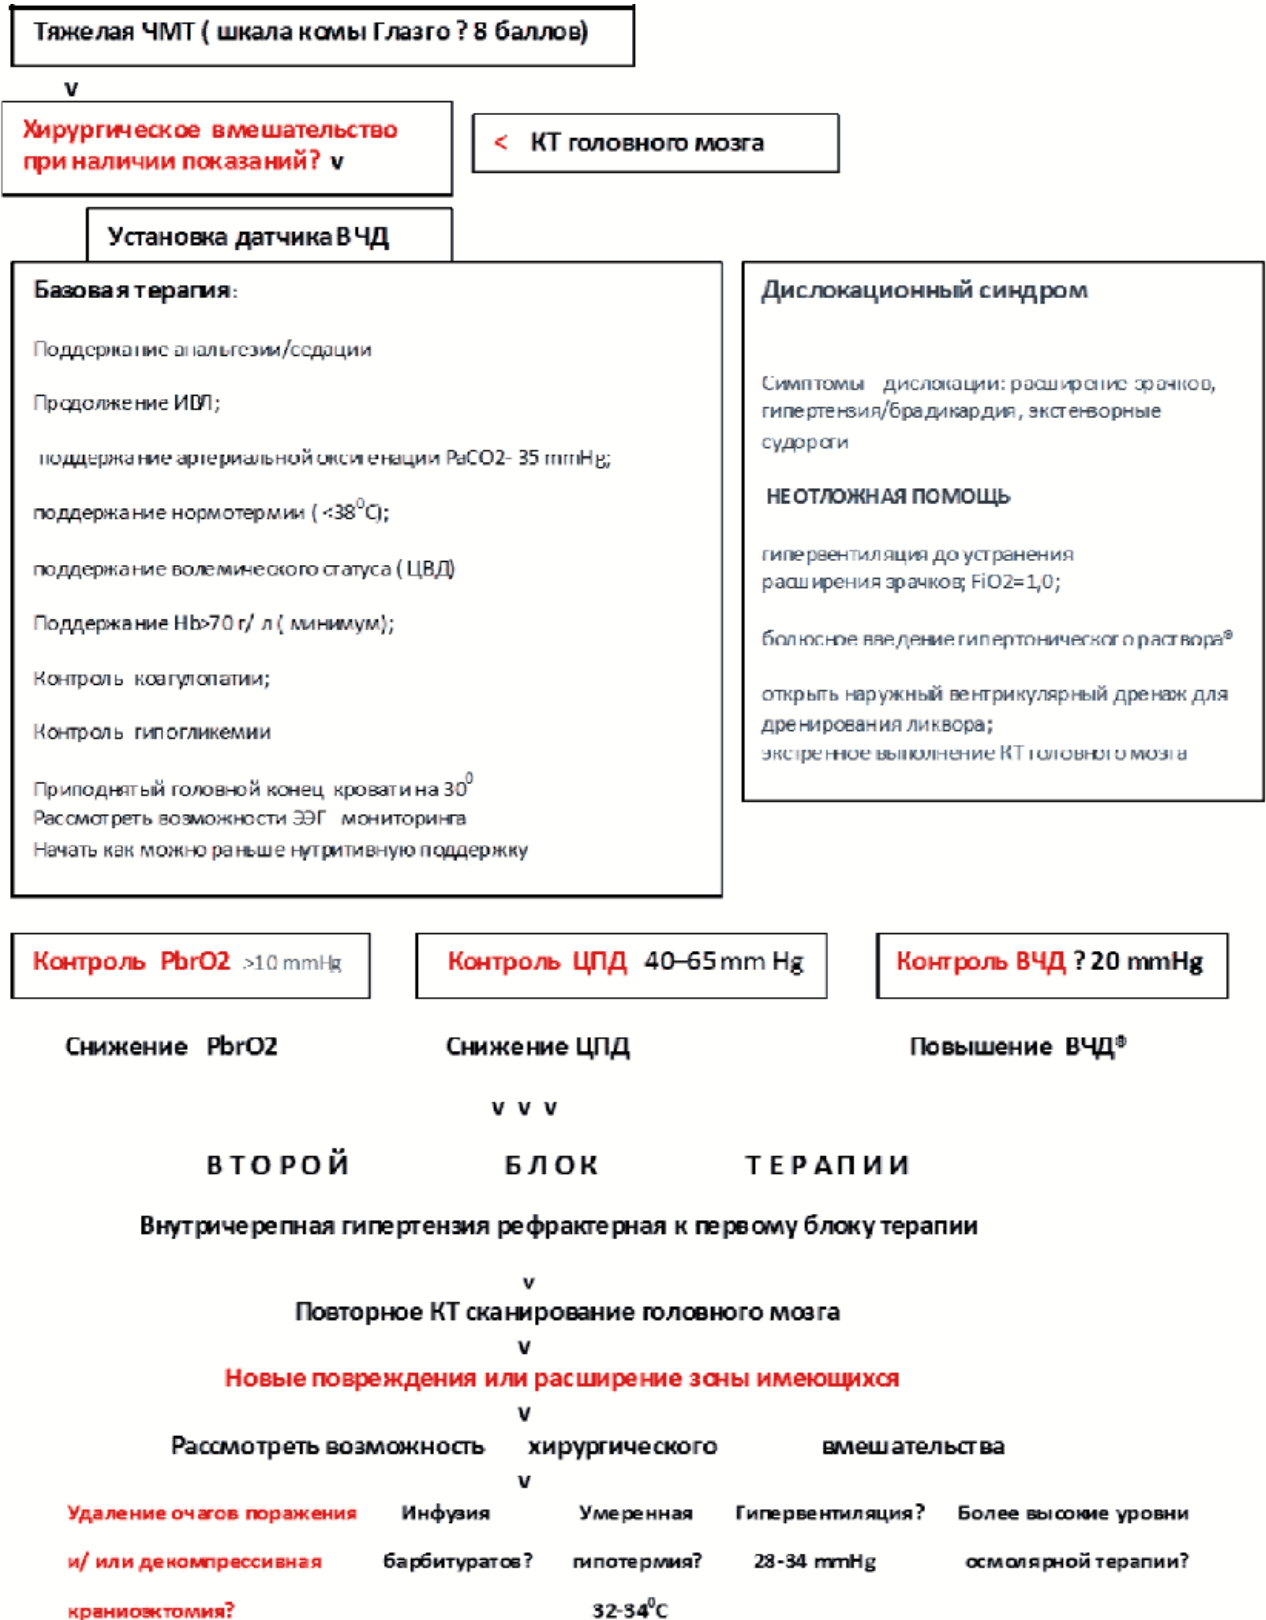 Тяжелая ЧМТ ( шкала комы Глазго ? 8 баллов)
v
Хирургическое вмешательство
при наличии показаний? v
< КТ головного мозга
Установка датчика ВЧД
Базовая терапия:
Поддержание анальгезии/седации
Продолжение ИВЛ;
поддержание артериальной оксигенации PaCO2- 35 mmHg;
поддержание нормотермии ( <38⁰C);
поддержание волемического статуса ( ЦВД)
Поддержание Hb>70 г/ л ( минимум);
Контроль коагулопатии;
Контроль гипогликемии
Приподнятый головной конец кровати на 30⁰
Рассмотреть возможности ЭЭГ мониторинга
Начать как можно раньше нутритивную поддержку
Дислокационный синдром
Симптомы дислокации: расширение зрачков,
гипертензия/брадикардия, экстензорные
судороги
НЕОТЛОЖНАЯ ПОМОЩЬ
гипервентиляция до устранения
расширения зрачков; FiO2=1,0;
болюсное введение гипертонического раствора®
открыть наружный вентрикулярный дренаж для
дренирования ликвора;
экстренное выполнение КТ головного мозга
Контроль PbrO2 >10 mmHg
Контроль ЦПД 40–65 mm Hg
Контроль ВЧД ? 20 mmHg
Снижение PbrO2
Снижение ЦПД
Повышение ВЧД®
v v v
В Т О Р О Й Б Л О К Т Е Р А П И И
Внутричерепная гипертензия рефрактерная к первому блоку терапии
v
Повторное КТ сканирование головного мозга
v
Новые повреждения или расширение зоны имеющихся
v
Рассмотреть возможность хирургического вмешательства
v
Удаление очагов поражения Инфузия Умеренная Гипервентиляция? Более высокие уровни
и/ или декомпрессивная барбитуратов? гипотермия? 28-34 mmHg осмолярной терапии?
краниоэктомия? 32-34⁰C